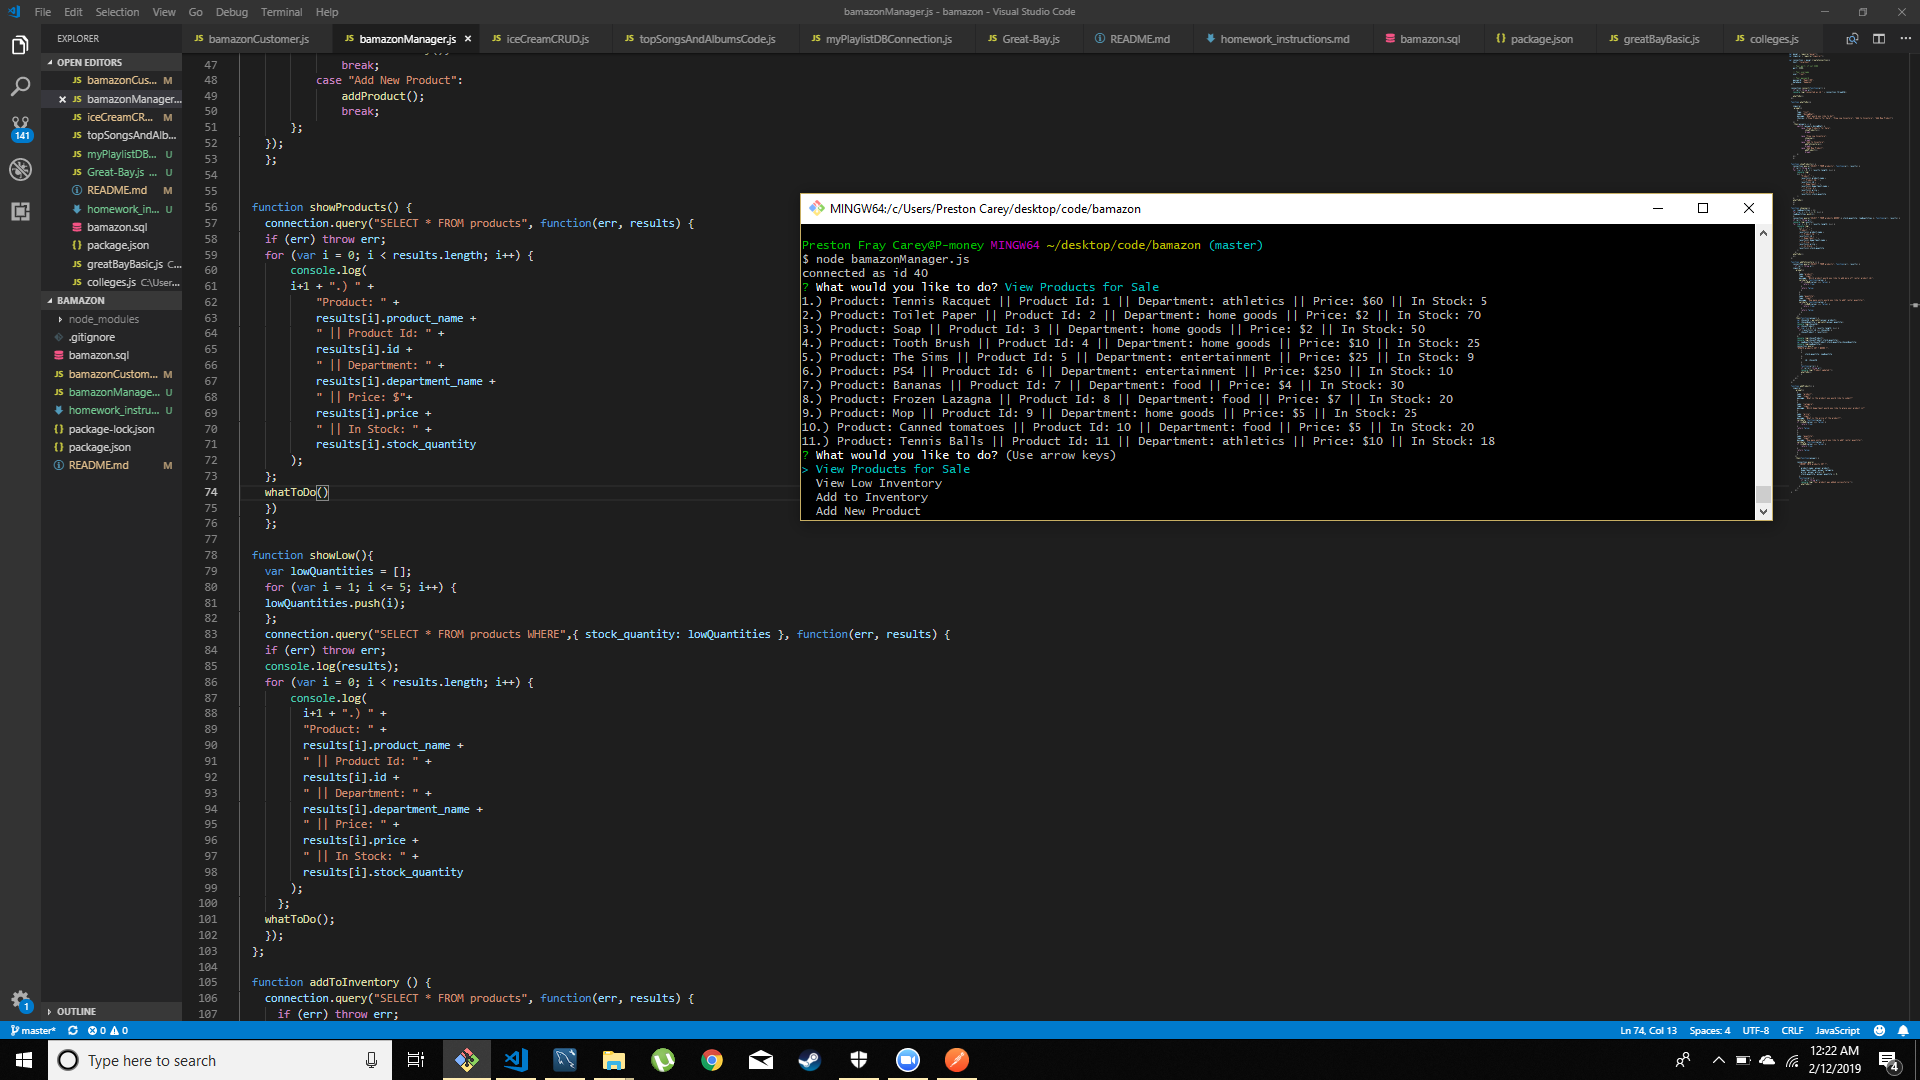 File Edit Selection View Go Debug Terminal Help
bamazonManager.js - bamazon - Visual Studio Code
EXPLORER
JS bamazonCustomer.js
JS bamazonManager.js ×
JS iceCreamCRUD.js
JS topSongsAndAlbumsCode.js
JS myPlaylistDBConnection.js
JS Great-Bay.js
README.md
homework_instructions.md
bamazon.sql
{} package.json
JS greatBayBasic.js
JS colleges.js
OPEN EDITORS
JS bamazonCus... M
× JS bamazonManager...
JS iceCreamCR... M
JS topSongsAndAlb...
JS myPlaylistDB... U
JS Great-Bay.js ... U
README.md M
homework_in... U
bamazon.sql
{} package.json
JS greatBayBasic.js C...
JS colleges.js C:\User...
BAMAZON
node_modules
.gitignore
bamazon.sql
JS bamazonCustom... M
JS bamazonManage... U
homework_instru... U
{} package-lock.json
{} package.json
README.md M
OUTLINE
141
1
47 break;
48 case "Add New Product":
49 addProduct();
50 break;
51 };
52 });
53 };
54
55
56 function showProducts() {
57 connection.query("SELECT * FROM products", function(err, results) {
58 if (err) throw err;
59 for (var i = 0; i < results.length; i++) {
60 console.log(
61 i+1 + ".) " +
62 "Product: " +
63 results[i].product_name +
64 " || Product Id: " +
65 results[i].id +
66 " || Department: " +
67 results[i].department_name +
68 " || Price: $"+
69 results[i].price +
70 " || In Stock: " +
71 results[i].stock_quantity
72 );
73 };
74 whatToDo()
75 })
76 };
77
78 function showLow(){
79 var lowQuantities = [];
80 for (var i = 1; i <= 5; i++) {
81 lowQuantities.push(i);
82 };
83 connection.query("SELECT * FROM products WHERE",{ stock_quantity: lowQuantities }, function(err, results) {
84 if (err) throw err;
85 console.log(results);
86 for (var i = 0; i < results.length; i++) {
87 console.log(
88 i+1 + ".) " +
89 "Product: " +
90 results[i].product_name +
91 " || Product Id: " +
92 results[i].id +
93 " || Department: " +
94 results[i].department_name +
95 " || Price: " +
96 results[i].price +
97 " || In Stock: " +
98 results[i].stock_quantity
99 );
100 };
101 whatToDo();
102 });
103 };
104
105 function addToInventory () {
106 connection.query("SELECT * FROM products", function(err, results) {
107 if (err) throw err;
MINGW64:/c/Users/Preston Carey/desktop/code/bamazon
Preston Fray Carey@P-money MINGW64 ~/desktop/code/bamazon (master)
$ node bamazonManager.js
connected as id 40
? What would you like to do? View Products for Sale
1.) Product: Tennis Racquet || Product Id: 1 || Department: athletics || Price: $60 || In Stock: 5
2.) Product: Toilet Paper || Product Id: 2 || Department: home goods || Price: $2 || In Stock: 70
3.) Product: Soap || Product Id: 3 || Department: home goods || Price: $2 || In Stock: 50
4.) Product: Tooth Brush || Product Id: 4 || Department: home goods || Price: $10 || In Stock: 25
5.) Product: The Sims || Product Id: 5 || Department: entertainment || Price: $25 || In Stock: 9
6.) Product: PS4 || Product Id: 6 || Department: entertainment || Price: $250 || In Stock: 10
7.) Product: Bananas || Product Id: 7 || Department: food || Price: $4 || In Stock: 30
8.) Product: Frozen Lazagna || Product Id: 8 || Department: food || Price: $7 || In Stock: 20
9.) Product: Mop || Product Id: 9 || Department: home goods || Price: $5 || In Stock: 25
10.) Product: Canned tomatoes || Product Id: 10 || Department: food || Price: $5 || In Stock: 20
11.) Product: Tennis Balls || Product Id: 11 || Department: athletics || Price: $10 || In Stock: 18
? What would you like to do? (Use arrow keys)
> View Products for Sale
View Low Inventory
Add to Inventory
Add New Product
master* 0 0
Ln 74, Col 13 Spaces: 4 UTF-8 CRLF JavaScript
Type here to search
12:22 AM
2/12/2019
4